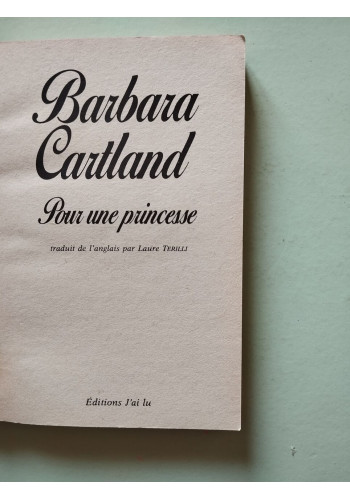 Barbara
Cartland
Pour une princesse
traduit de l'anglais par Laure TERILLI
Éditions J'ai lu